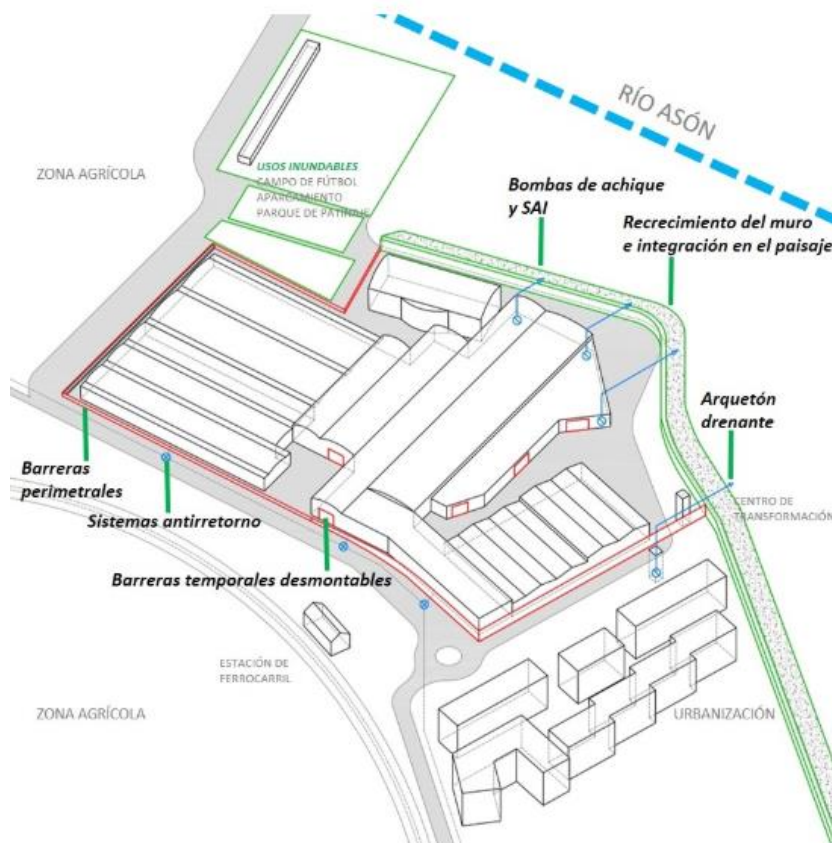 RÍO ASÓN
ZONA AGRÍCOLA
USOS INUNDABLES
CAMPO DE FÚTBOL
APARCAMIENTO
PARQUE DE PATINAJE
Bombas de achique
y SAI
Recrecimiento del muro
e integración en el paisaje
Arquetón
drenante
Barreras
perimetrales
CENTRO DE
TRANSFORMACIÓN
Sistemas antirretorno
Barreras temporales desmontables
ESTACIÓN DE
FERROCARRIL
ZONA AGRÍCOLA
URBANIZACIÓN